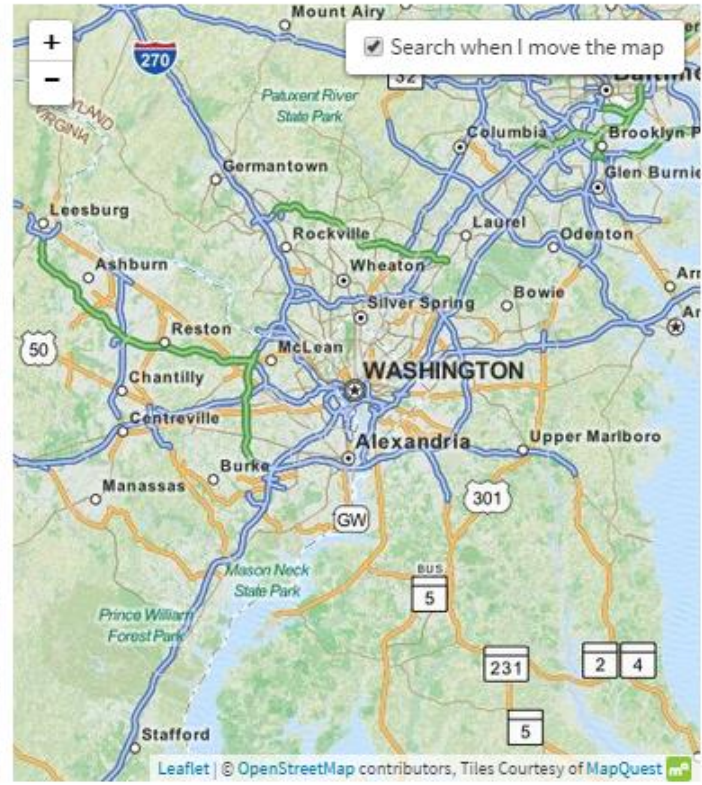 Mount Airy
+
-
270
Search when I move the map
32
Patuxent River
State Park
VIRGINIA
Columbia
Brooklyn P
Germantown
Glen Burnie
Leesburg
Rockville
Laurel
Odenton
Ashburn
Wheaton
Silver Spring
Bowie
50
Reston
McLean
WASHINGTON
Chantilly
Centreville
Alexandria
Upper Marlboro
Burke
Manassas
301
GW
Mason Neck
State Park
BUS
5
Prince William
Forest Park
231
2
4
5
Stafford
Leaflet | © OpenStreetMap contributors, Tiles Courtesy of MapQuest